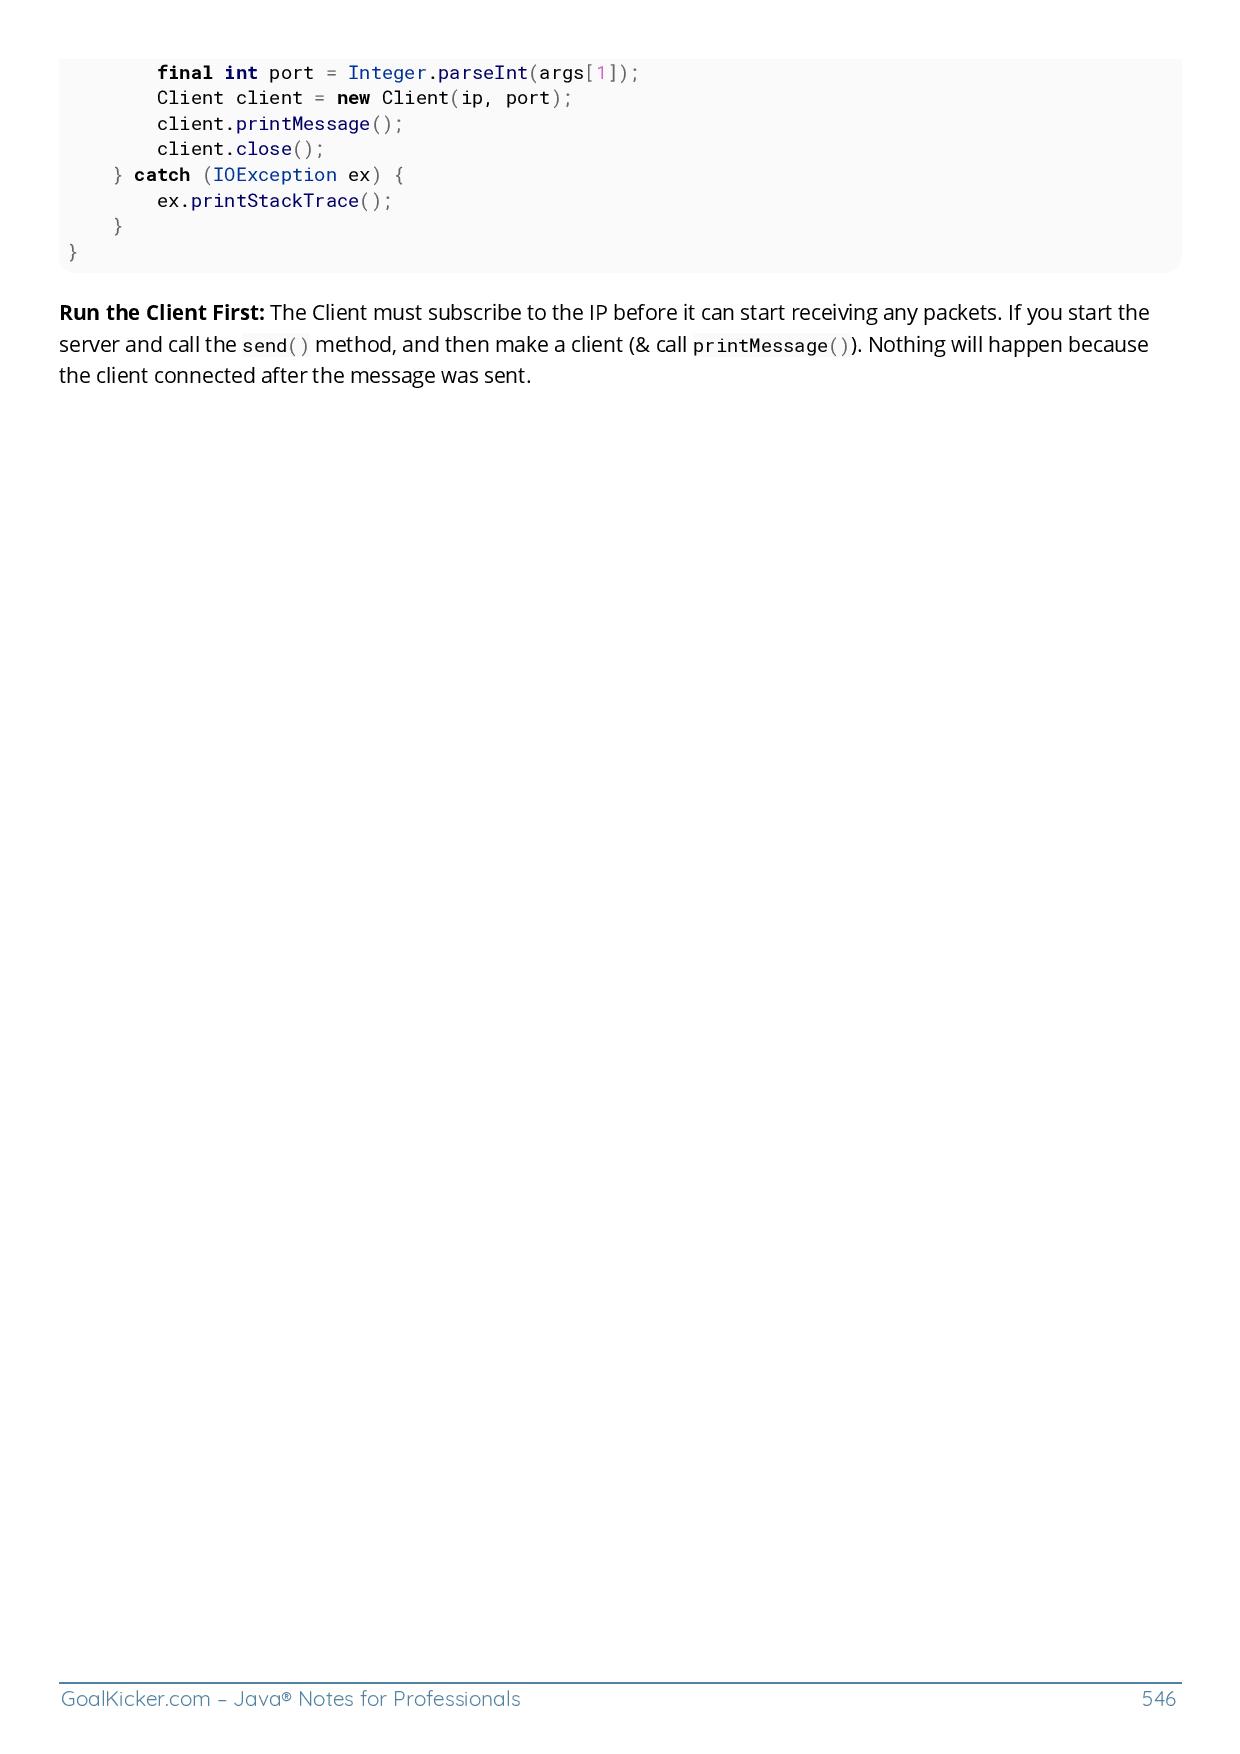 final int port = Integer.parseInt(args[1]);
        Client client = new Client(ip, port);
        client.printMessage();
        client.close();
    } catch (IOException ex) {
        ex.printStackTrace();
    }
}
Run the Client First: The Client must subscribe to the IP before it can start receiving any packets. If you start the
server and call the send() method, and then make a client (& call printMessage()). Nothing will happen because
the client connected after the message was sent.
GoalKicker.com – Java® Notes for Professionals 546